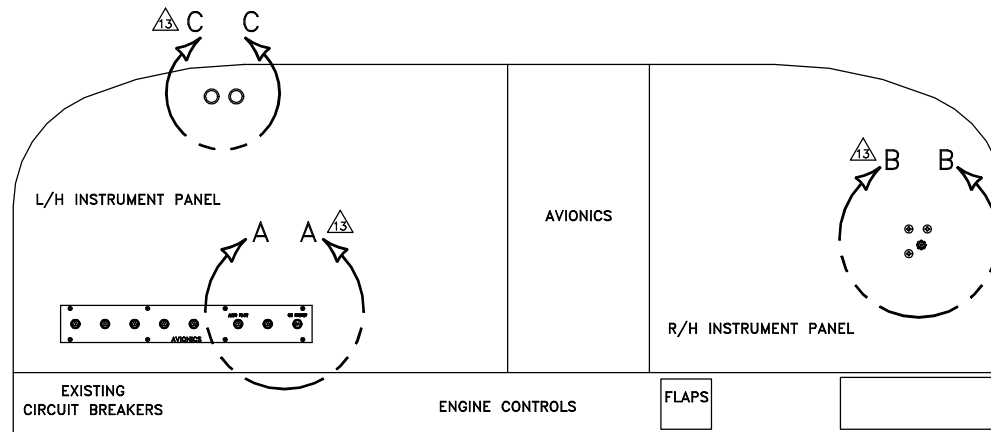 13 C C
13
B B
L/H INSTRUMENT PANEL
A A 13
AVIONICS
R/H INSTRUMENT PANEL
AVIONICS
EXISTING
CIRCUIT BREAKERS
ENGINE CONTROLS
FLAPS